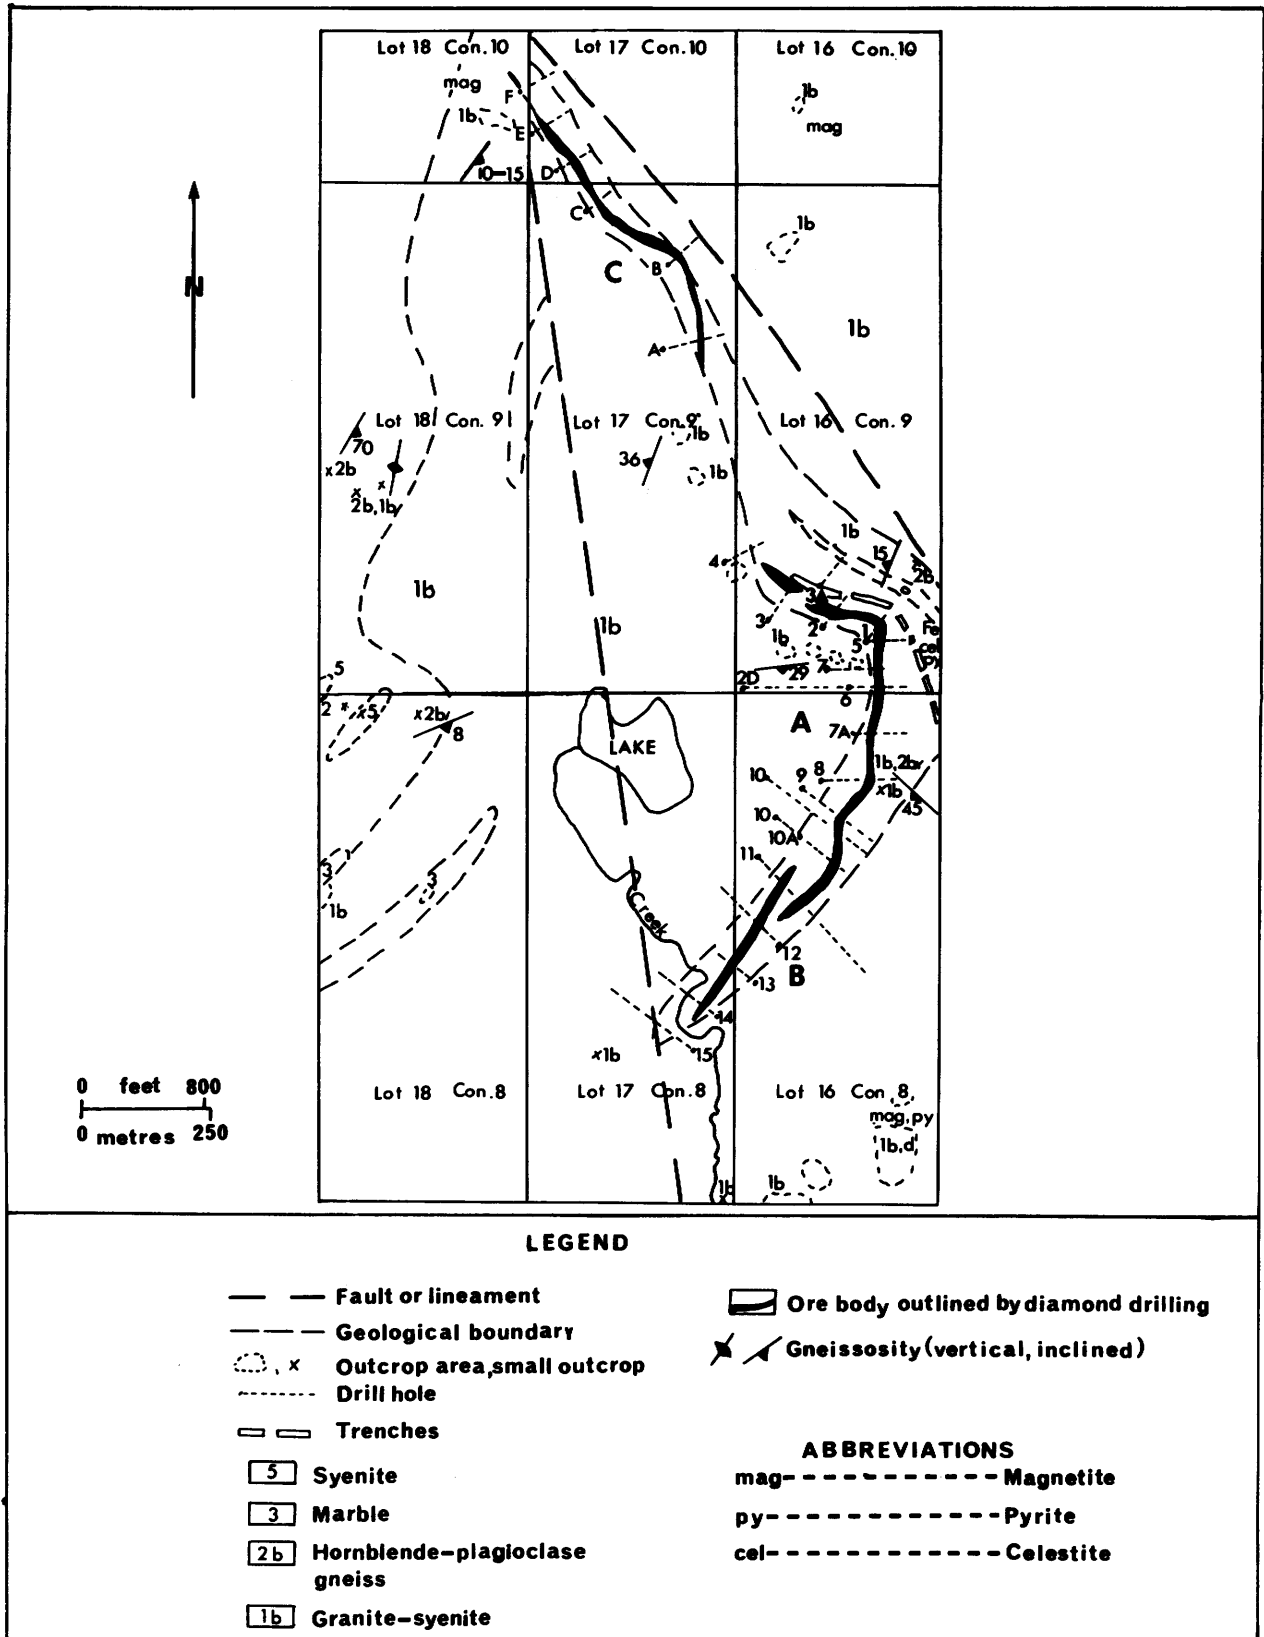 Lot 18 Con. 10
Lot 17 Con. 10
Lot 16 Con. 10
mag
F
1b
mag
1b
E
10-15
D
C
1b
N
C
B
1b
A
Lot 18 Con. 9
Lot 17 Con. 9
Lot 16 Con. 9
70
x2b
2b,1b
36
1b
1b
1b
15
2B
4
3
3
2
1
5
Fe
cel
py
1b
1b
1b
2D
29
7
6
5
2
x5
x2b
8
LAKE
A
7A
1b,2b
10
9
8
x1b
45
10
10A
11
3
1
3
1b
Creek
12
B
13
14
15
x1b
0 feet 800
0 metres 250
Lot 18 Con. 8
Lot 17 Con. 8
Lot 16 Con. 8
mag,py
1b,d
1b
1b
x
LEGEND
Fault or lineament
Geological boundary
, x Outcrop area,small outcrop
Drill hole
Trenches
5 Syenite
3 Marble
2b Hornblende-plagioclase
gneiss
1b Granite-syenite
Ore body outlined by diamond drilling
Gneissosity (vertical, inclined)
ABBREVIATIONS
mag------------Magnetite
py------------Pyrite
cel------------Celestite